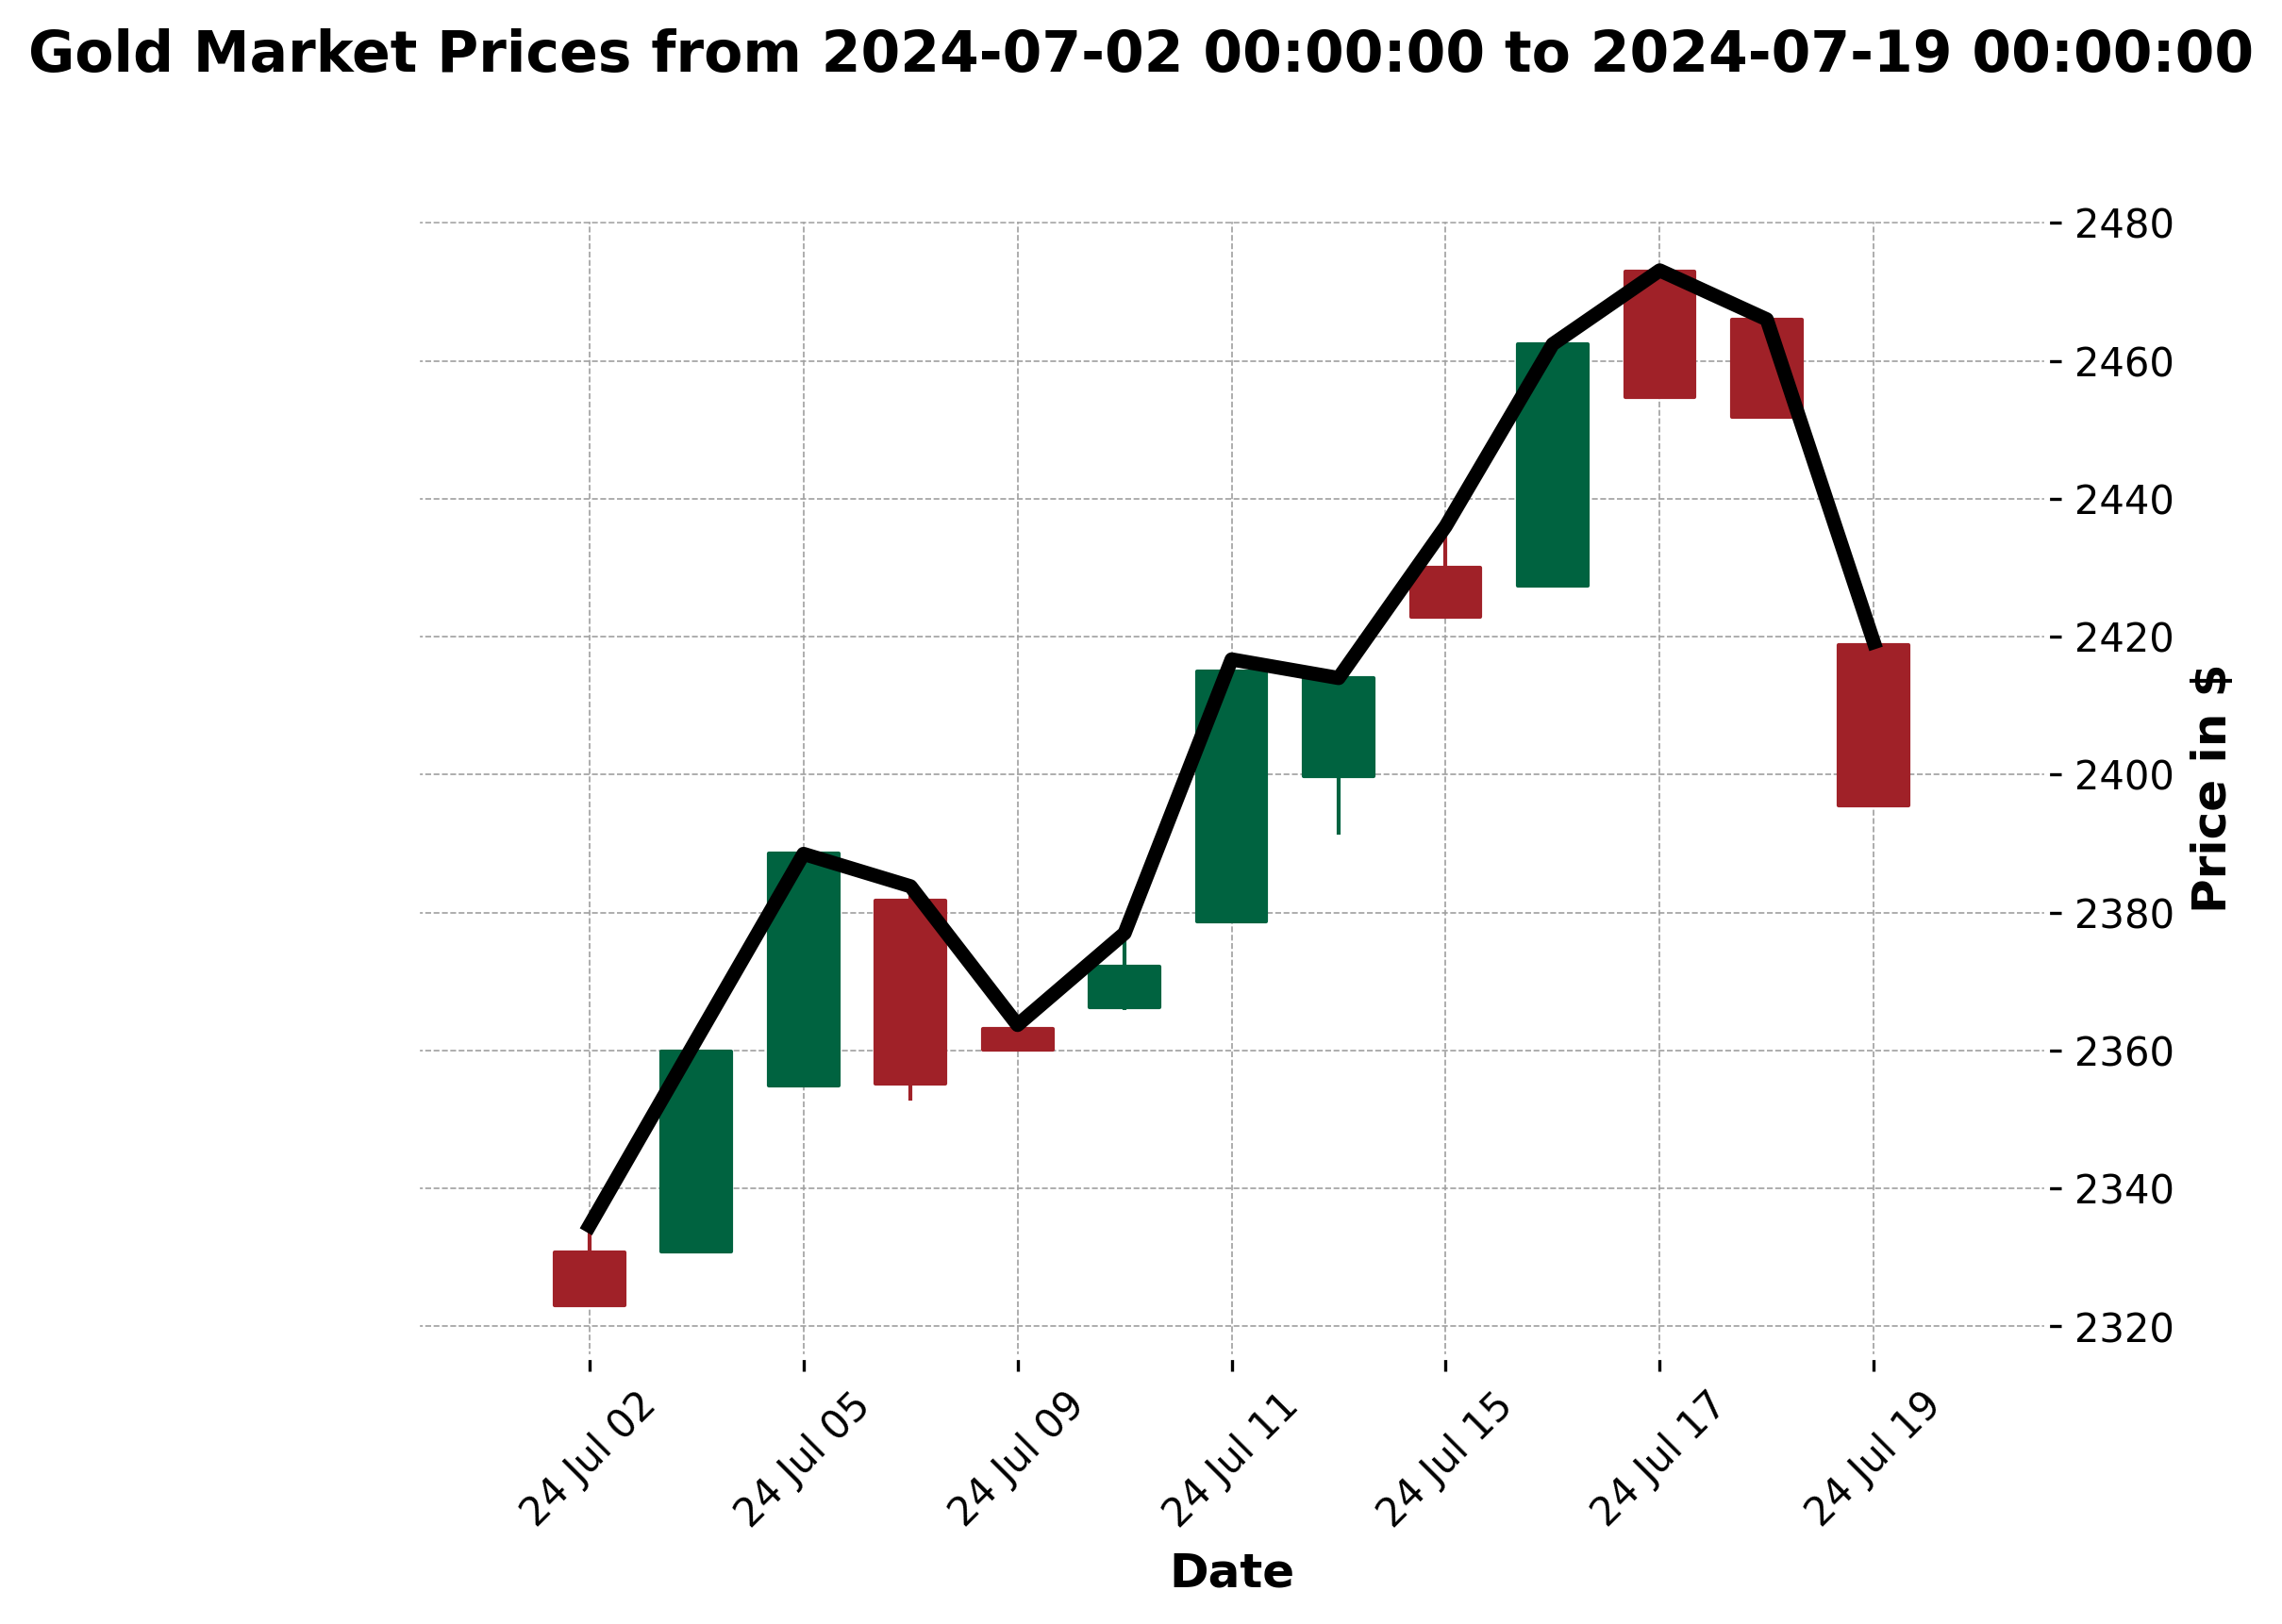 Gold Market Prices from 2024-07-02 00:00:00 to 2024-07-19 00:00:00
2480
2460
2440
2420
2400
2380
2360
2340
2320
Price in $
24 Jul 02
24 Jul 05
24 Jul 09
24 Jul 11
24 Jul 15
24 Jul 17
24 Jul 19
Date